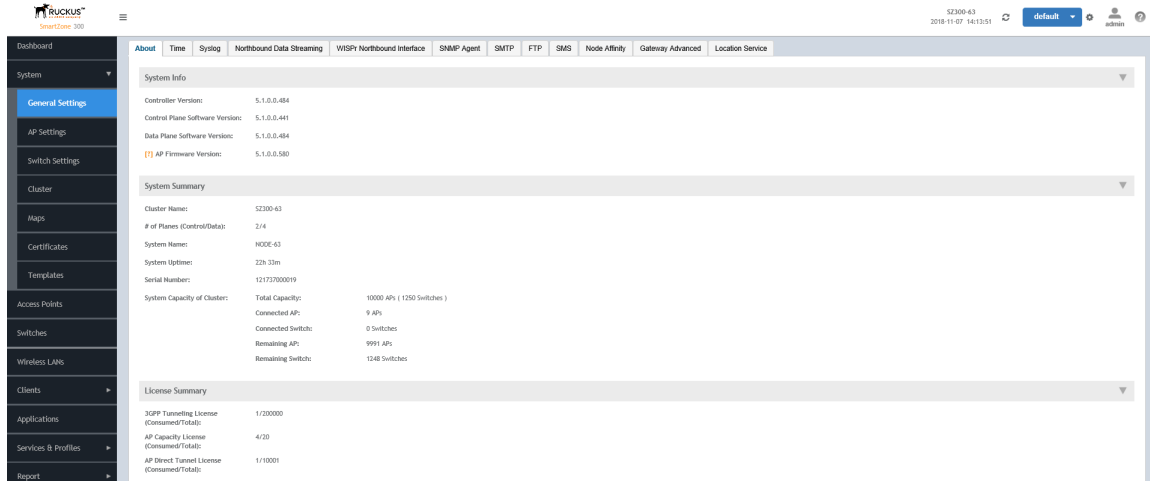 RUCKUS™
SmartZone 300
SZ300-63
2018-11-07 14:13:51
default
admin
Dashboard
System
General Settings
AP Settings
Switch Settings
Cluster
Maps
Certificates
Templates
Access Points
Switches
Wireless LANs
Clients
Applications
Services & Profiles
Report
About Time Syslog Northbound Data Streaming WISPr Northbound Interface SNMP Agent SMTP FTP SMS Node Affinity Gateway Advanced Location Service
System Info
Controller Version: 5.1.0.0.484
Control Plane Software Version: 5.1.0.0.441
Data Plane Software Version: 5.1.0.0.484
[?] AP Firmware Version: 5.1.0.0.580
System Summary
Cluster Name: SZ300-63
# of Planes (Control/Data): 2/4
System Name: NODE-63
System Uptime: 22h 33m
Serial Number: 121737000019
System Capacity of Cluster: Total Capacity: 10000 APs ( 1250 Switches )
Connected AP: 9 APs
Connected Switch: 0 Switches
Remaining AP: 9991 APs
Remaining Switch: 1248 Switches
License Summary
3GPP Tunneling License 1/200000
(Consumed/Total):
AP Capacity License 4/20
(Consumed/Total):
AP Direct Tunnel License 1/10001
(Consumed/Total):